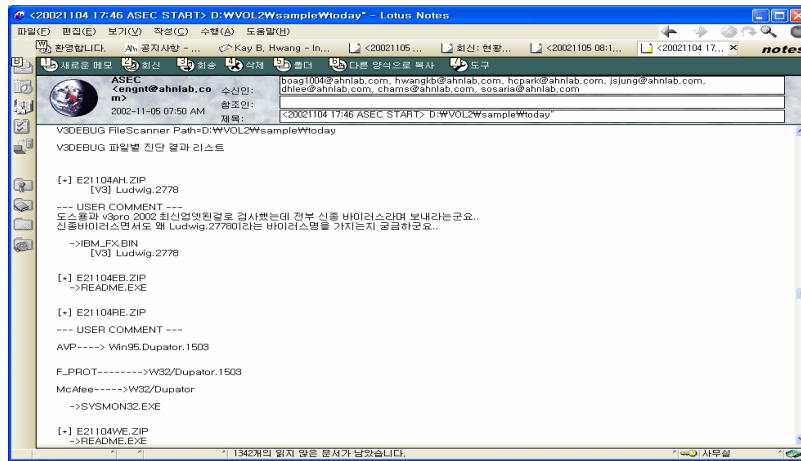 <20021104 17:46 ASEC START> D:₩VOL2₩sample₩today" - Lotus Notes
파일(F) 편집(E) 보기(V) 작성(C) 수행(A) 도움말(H)
환영합니다. 공지사항 - ... Kay B, Hwang - In... <20021105 ... 회신: 현황... <20021105 08:1... <20021104 17... notes
새로운 메모 회신 회송 삭제 폴더 다른 양식으로 복사 도구
ASEC
<engnt@ahnlab.com>
2002-11-05 07:50 AM
수신인: boag1004@ahnlab.com, hwangkb@ahnlab.com, hcpark@ahnlab.com, jsjung@ahnlab.com,
dhlee@ahnlab.com, chams@ahnlab.com, sosaria@ahnlab.com
참조인:
제목: <20021104 17:46 ASEC START> D:₩VOL2₩sample₩today"
V3DEBUG FileScanner Path=D:₩VOL2₩sample₩today
V3DEBUG 파일별 진단 결과 리스트
[+] E21104AH.ZIP
[V3] Ludwig.2778
--- USER COMMENT ---
도스용과 v3pro 2002 최신업엣된걸로 검사했는데 전부 신종 바이러스라며 보내라는군요..
신종바이러스면서도 왜 Ludwig.2778이라는 바이러스명을 가지는지 궁금하군요..
->IBM_FX.BIN
[V3] Ludwig.2778
[+] E21104EB.ZIP
->README.EXE
[+] E21104RE.ZIP
--- USER COMMENT ---
AVP----> Win95.Dupator.1503
F_PROT-------->W32/Dupator.1503
McAfee----->W32/Dupator
->SYSMON32.EXE
[+] E21104WE.ZIP
->README.EXE
1342개의 읽지 않은 문서가 남았습니다. 사무실